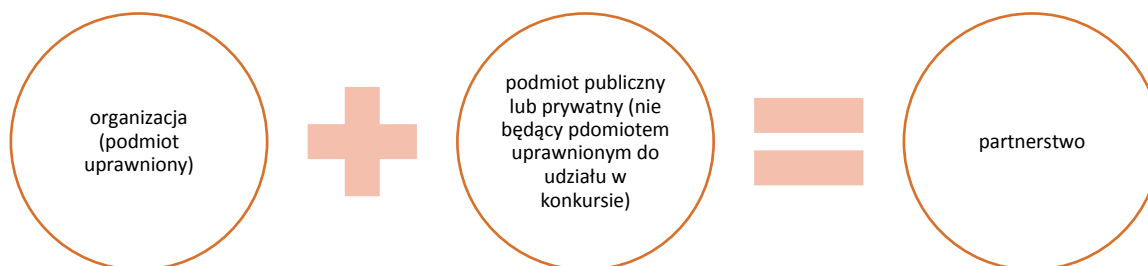 organizacja
(podmiot
uprawniony)
podmiot publiczny
lub prywatny (nie
będący pdomiotem
uprawnionym do
udziału w
konkursie)
partnerstwo